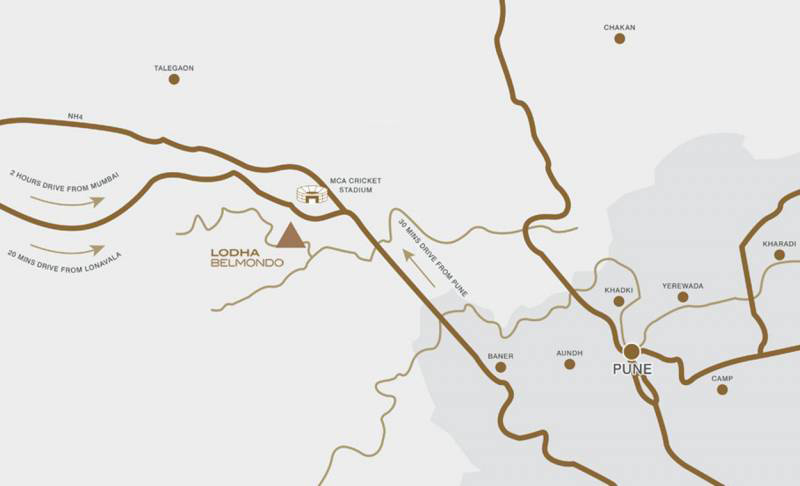 CHAKAN
TALEGAON
NH4
2 HOURS DRIVE FROM MUMBAI
MCA CRICKET
STADIUM
20 MINS DRIVE FROM LONAVALA
LODHA
BELMONDO
30 MINS DRIVE FROM PUNE
KHARADI
KHADKI
YEREWADA
BANER
AUNDH
PUNE
CAMP